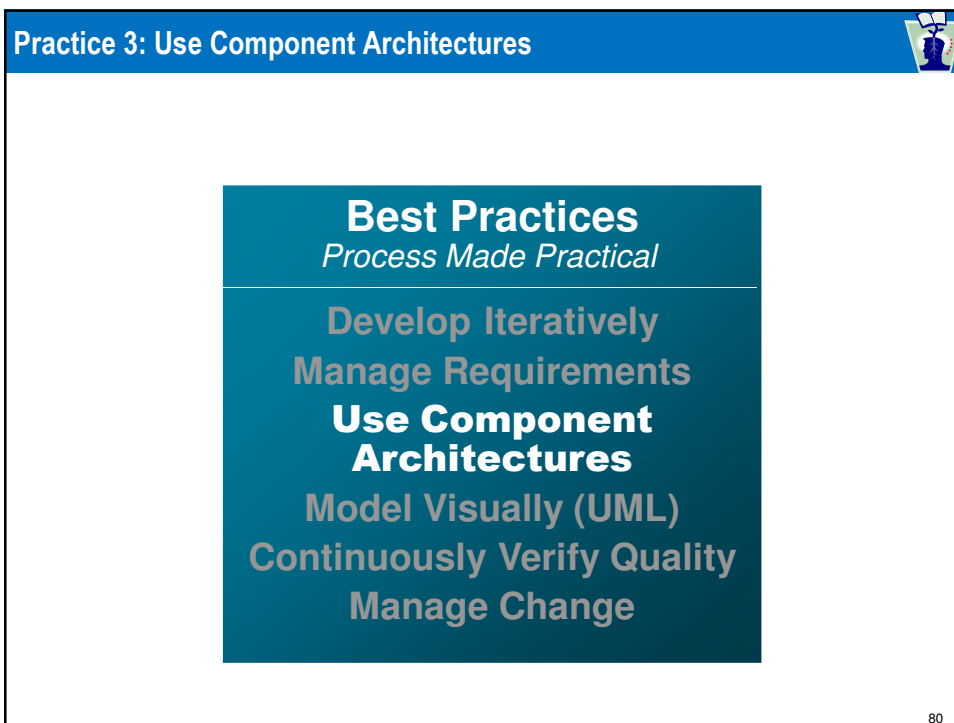 Practice 3: Use Component Architectures
Best Practices
Process Made Practical
Develop Iteratively
Manage Requirements
Use Component
Architectures
Model Visually (UML)
Continuously Verify Quality
Manage Change
80